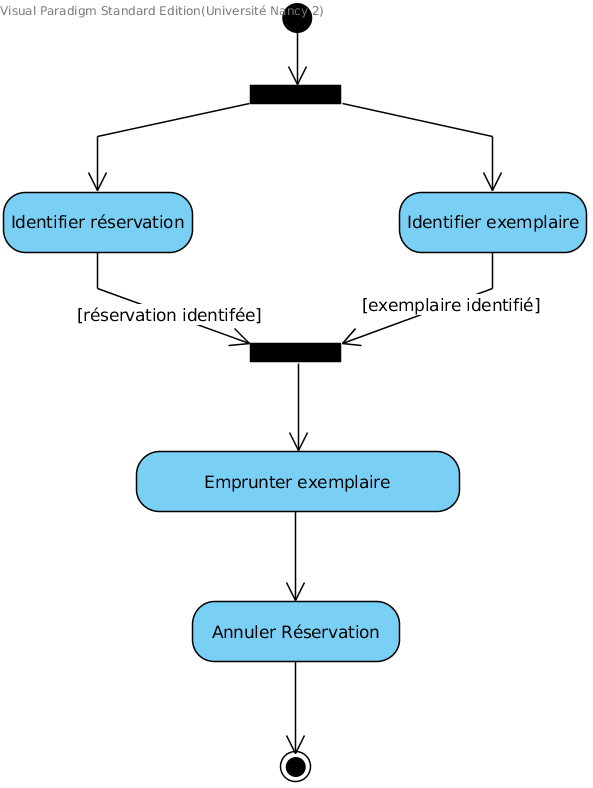 Visual Paradigm Standard Edition(Université Nancy 2)
Identifier réservation
Identifier exemplaire
[réservation identifée]
[exemplaire identifié]
Emprunter exemplaire
Annuler Réservation